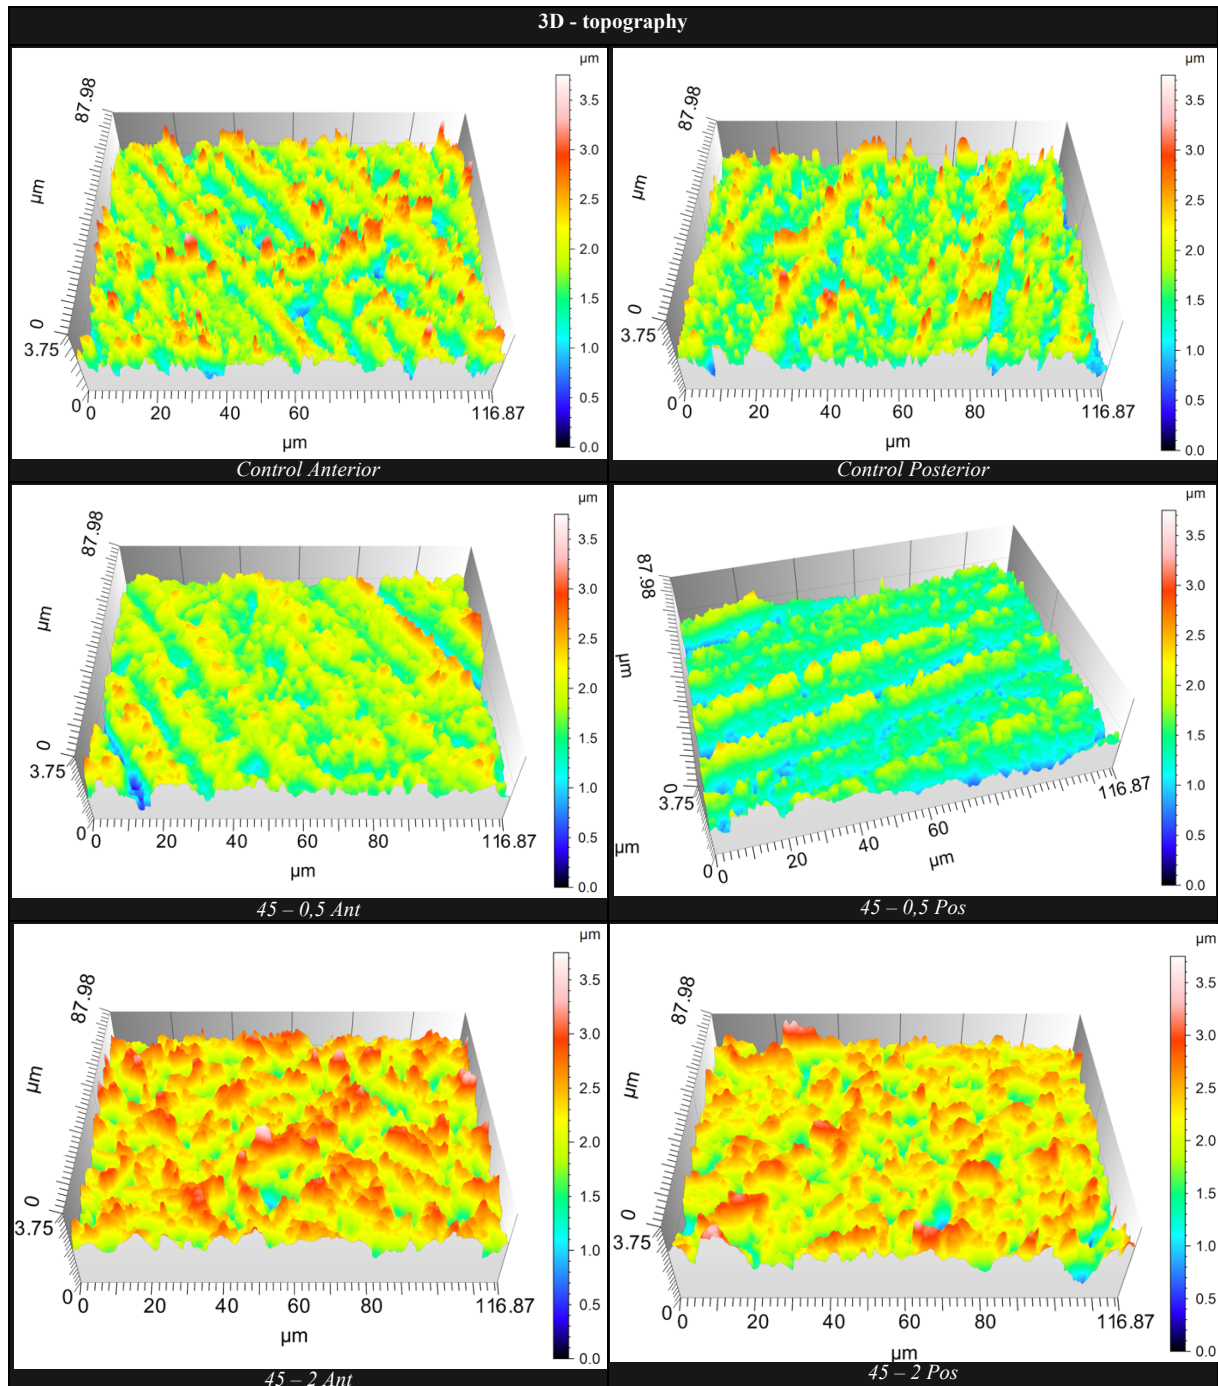 3D - topography
µm
87.98
3.5
3.0
µm
2.5
2.0
1.5
0
3.75
1.0
0.5
0
0 20 40 60 116.87
0.0
µm
Control Anterior
µm
87.98
3.5
3.0
µm
2.5
2.0
1.5
0
3.75
1.0
0.5
0
0 20 40 60 80 116.87
0.0
µm
Control Posterior
µm
87.98
3.5
3.0
µm
2.5
2.0
1.5
0
3.75
1.0
0.5
0
0 20 40 60 80 116.87
0.0
µm
45 – 0,5 Ant
µm
3.5
87.98
3.0
2.5
µm
2.0
1.5
0
3.75
1.0
116.87
0.5
60
µm
40
µm
20
0
0
0.0
45 – 0,5 Pos
µm
87.98
3.5
3.0
µm
2.5
2.0
1.5
0
3.75
1.0
0.5
0
0 20 40 60 80 116.87
0.0
µm
45 – 2 Ant
µm
87.98
3.5
3.0
µm
2.5
2.0
1.5
0
3.75
1.0
0.5
0
0 20 40 60 80 116.87
0.0
µm
45 – 2 Pos